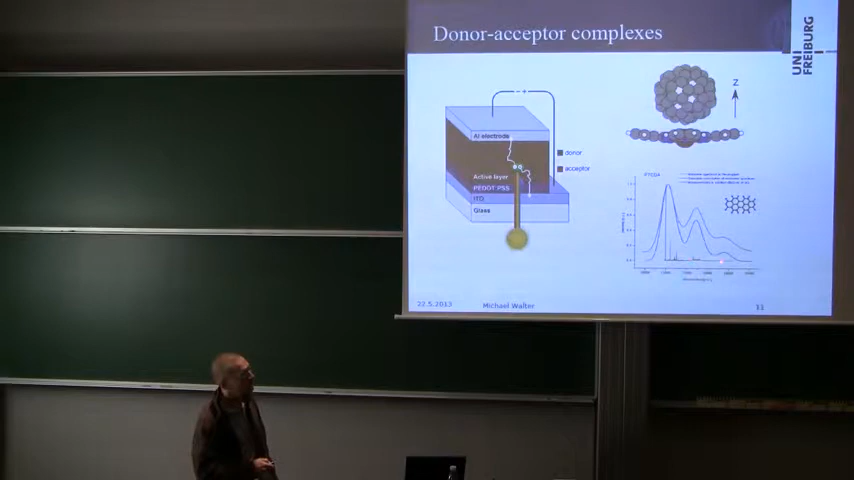 Donor-acceptor complexes
UNI
FREIBURG
Z
Al electrode
donor
acceptor
Active layer
PEDOT:PSS
ITO
Glass
PTCDA
22.5.2013
Michael Walter
11